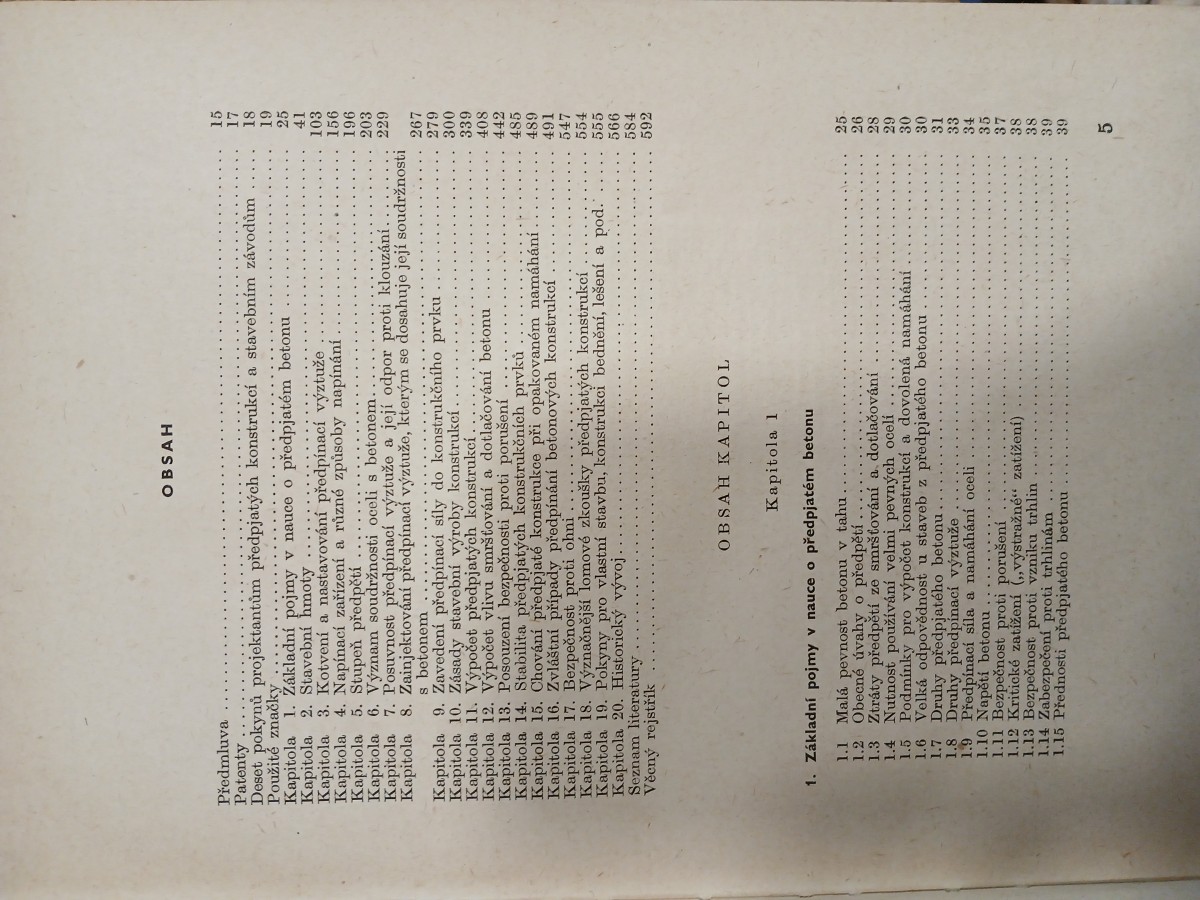 OBSAH
Předmluva 15
Patenty 17
Deset pokynů projektantům předpjatých konstrukcí a stavebním závodům 18
Použité značky 19
Kapitola 1. Základní pojmy v nauce o předpjatém betonu 25
Kapitola 2. Stavební hmoty 41
Kapitola 3. Kotvení a nastavování předpínací výztuže 103
Kapitola 4. Napínací zařízení a různé způsoby napínání 156
Kapitola 5. Stupeň předpětí 196
Kapitola 6. Význam soudržnosti oceli s betonem 203
Kapitola 7. Posuvnost předpínací výztuže a její odpor proti klouzání 229
Kapitola 8. Zainjektování předpínací výztuže, kterým se dosahuje její soudržnosti
s betonem 267
Kapitola 9. Zavedení předpínací síly do konstrukčního prvku 279
Kapitola 10. Zásady stavební výroby konstrukcí 300
Kapitola 11. Výpočet předpjatých konstrukcí 339
Kapitola 12. Výpočet vlivu smršťování a dotlačování betonu 408
Kapitola 13. Posouzení bezpečnosti proti porušení 442
Kapitola 14. Stabilita předpjatých konstrukčních prvků 485
Kapitola 15. Chování předpjaté konstrukce při opakovaném namáhání 489
Kapitola 16. Zvláštní případy předpínání betonových konstrukcí 491
Kapitola 17. Bezpečnost proti ohni 547
Kapitola 18. Význačnější lomové zkoušky předpjatých konstrukcí 554
Kapitola 19. Pokyny pro vlastní stavbu, konstrukci bednění, lešení a pod. 555
Kapitola 20. Historický vývoj 566
Seznam literatury 584
Věcný rejstřík 592
OBSAH KAPITOL
Kapitola 1
1. Základní pojmy v nauce o předpjatém betonu
1.1 Malá pevnost betonu v tahu 25
1.2 Obecné úvahy o předpětí 26
1.3 Ztráty předpětí ze smršťování a dotlačování 28
1.4 Nutnost používání velmi pevných ocelí 29
1.5 Podmínky pro výpočet konstrukcí a dovolená namáhání 30
1.6 Velká odpovědnost u staveb z předpjatého betonu 30
1.7 Druhy předpjatého betonu 31
1.8 Druhy předpínací výztuže 33
1.9 Předpínací síla a namáhání oceli 34
1.10 Napětí betonu 35
1.11 Bezpečnost proti porušení 37
1.12 Kritické zatížení („výstražné“ zatížení) 38
1.13 Bezpečnost proti vzniku trhlin 38
1.14 Zabezpečení proti trhlinám 39
1.15 Přednosti předpjatého betonu 39
5